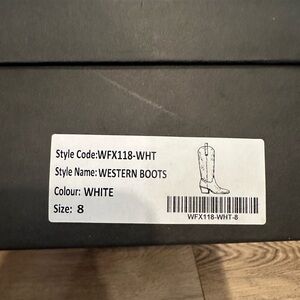 Style Code:WFX118-WHT
Style Name:WESTERN BOOTS
Colour: WHITE
Size: 8
WFX118-WHT-8